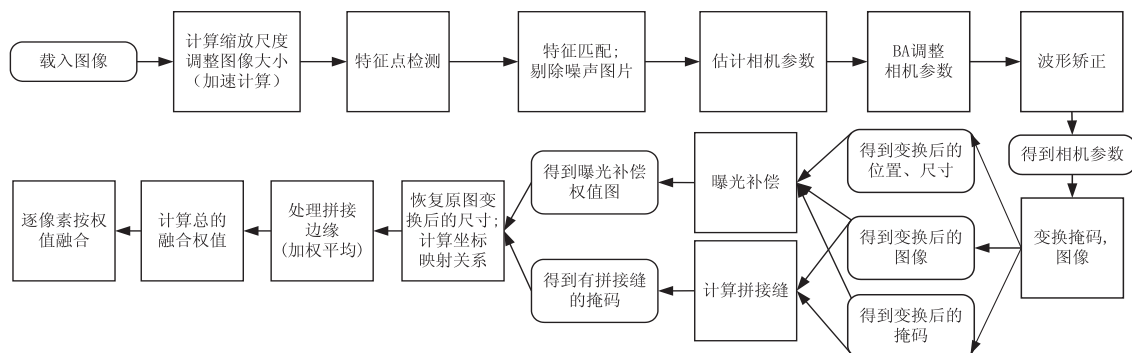 载入图像
计算缩放尺度
调整图像大小
（加速计算）
特征点检测
特征匹配;
剔除噪声图片
估计相机参数
BA调整
相机参数
波形矫正
得到相机参数
变换掩码,
图像
得到变换后的
位置、尺寸
得到变换后的
图像
得到变换后的
掩码
曝光补偿
计算拼接缝
得到曝光补偿
权值图
得到有拼接缝
的掩码
恢复原图变
换后的尺寸;
计算坐标
映射关系
处理拼接
边缘
(加权平均)
计算总的
融合权值
逐像素按权
值融合